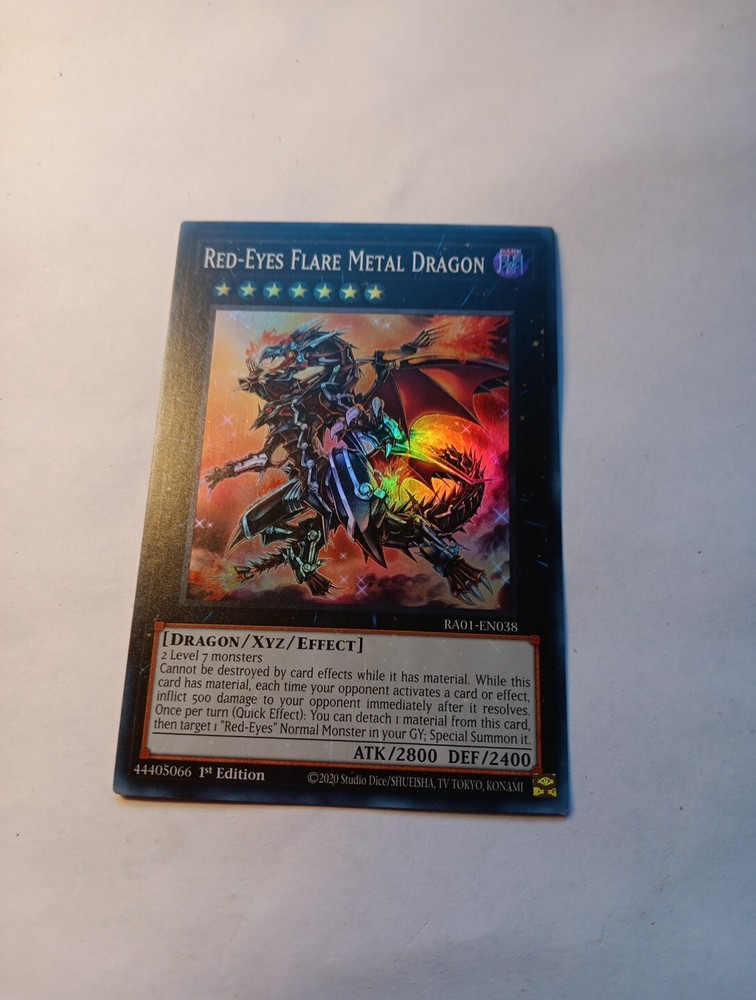 RED-EYES FLARE METAL DRAGON
DARK
RA01-EN038
[DRAGON/XYZ/EFFECT]
2 Level 7 monsters
Cannot be destroyed by card effects while it has material. While this
card has material, each time your opponent activates a card or effect,
inflict 500 damage to your opponent immediately after it resolves.
Once per turn (Quick Effect): You can detach 1 material from this card,
then target 1 "Red-Eyes" Normal Monster in your GY; Special Summon it.
ATK/2800 DEF/2400
44405066 1st Edition
©2020 Studio Dice/SHUEISHA, TV TOKYO, KONAMI